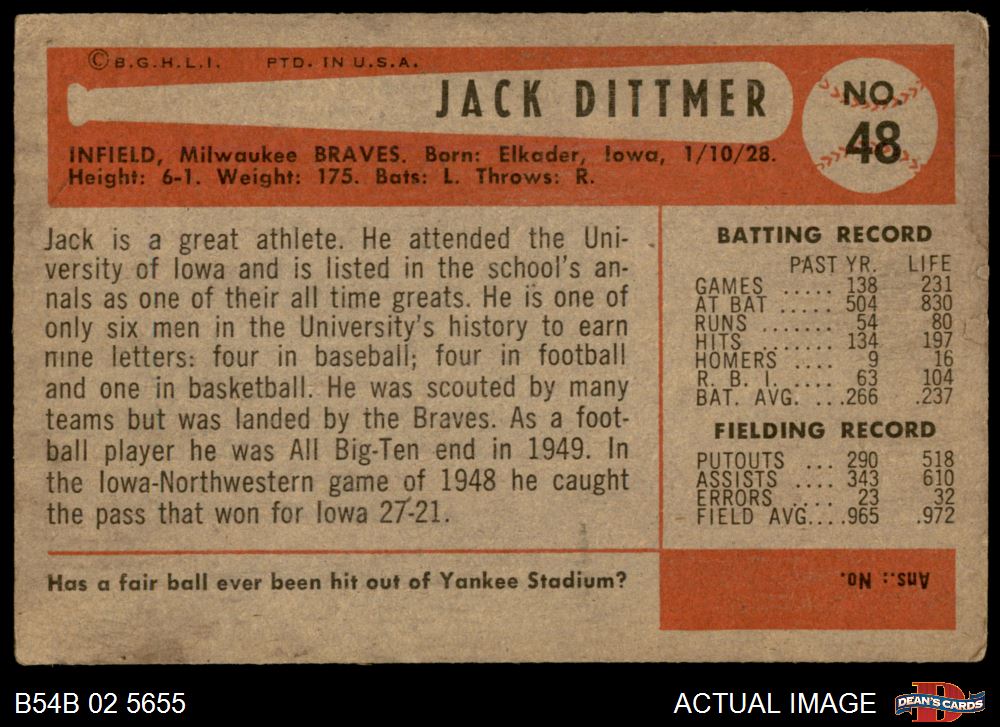 ©B.G.H.L.I. PTD. IN U.S.A.
JACK DITTMER
NO.
48
INFIELD, Milwaukee BRAVES. Born: Elkader, Iowa, 1/10/28.
Height: 6-1. Weight: 175. Bats: L. Throws: R.
Jack is a great athlete. He attended the Uni-
versity of Iowa and is listed in the school's an-
nals as one of their all time greats. He is one of
only six men in the University's history to earn
nine letters: four in baseball; four in football
and one in basketball. He was scouted by many
teams but was landed by the Braves. As a foot-
ball player he was All Big-Ten end in 1949. In
the Iowa-Northwestern game of 1948 he caught
the pass that won for Iowa 27-21.
BATTING RECORD
PAST YR. LIFE
GAMES ..... 138 231
AT BAT ..... 504 830
RUNS ....... 54 80
HITS ....... 134 197
HOMERS .... 9 16
R. B. I. .... 63 104
BAT. AVG. ....266 .237
FIELDING RECORD
PUTOUTS ... 290 518
ASSISTS .... 343 610
ERRORS .... 23 32
FIELD AVG....965 .972
Has a fair ball ever been hit out of Yankee Stadium?
Ans.: No.
B54B 02 5655
ACTUAL IMAGE
D
DEAN'S CARDS